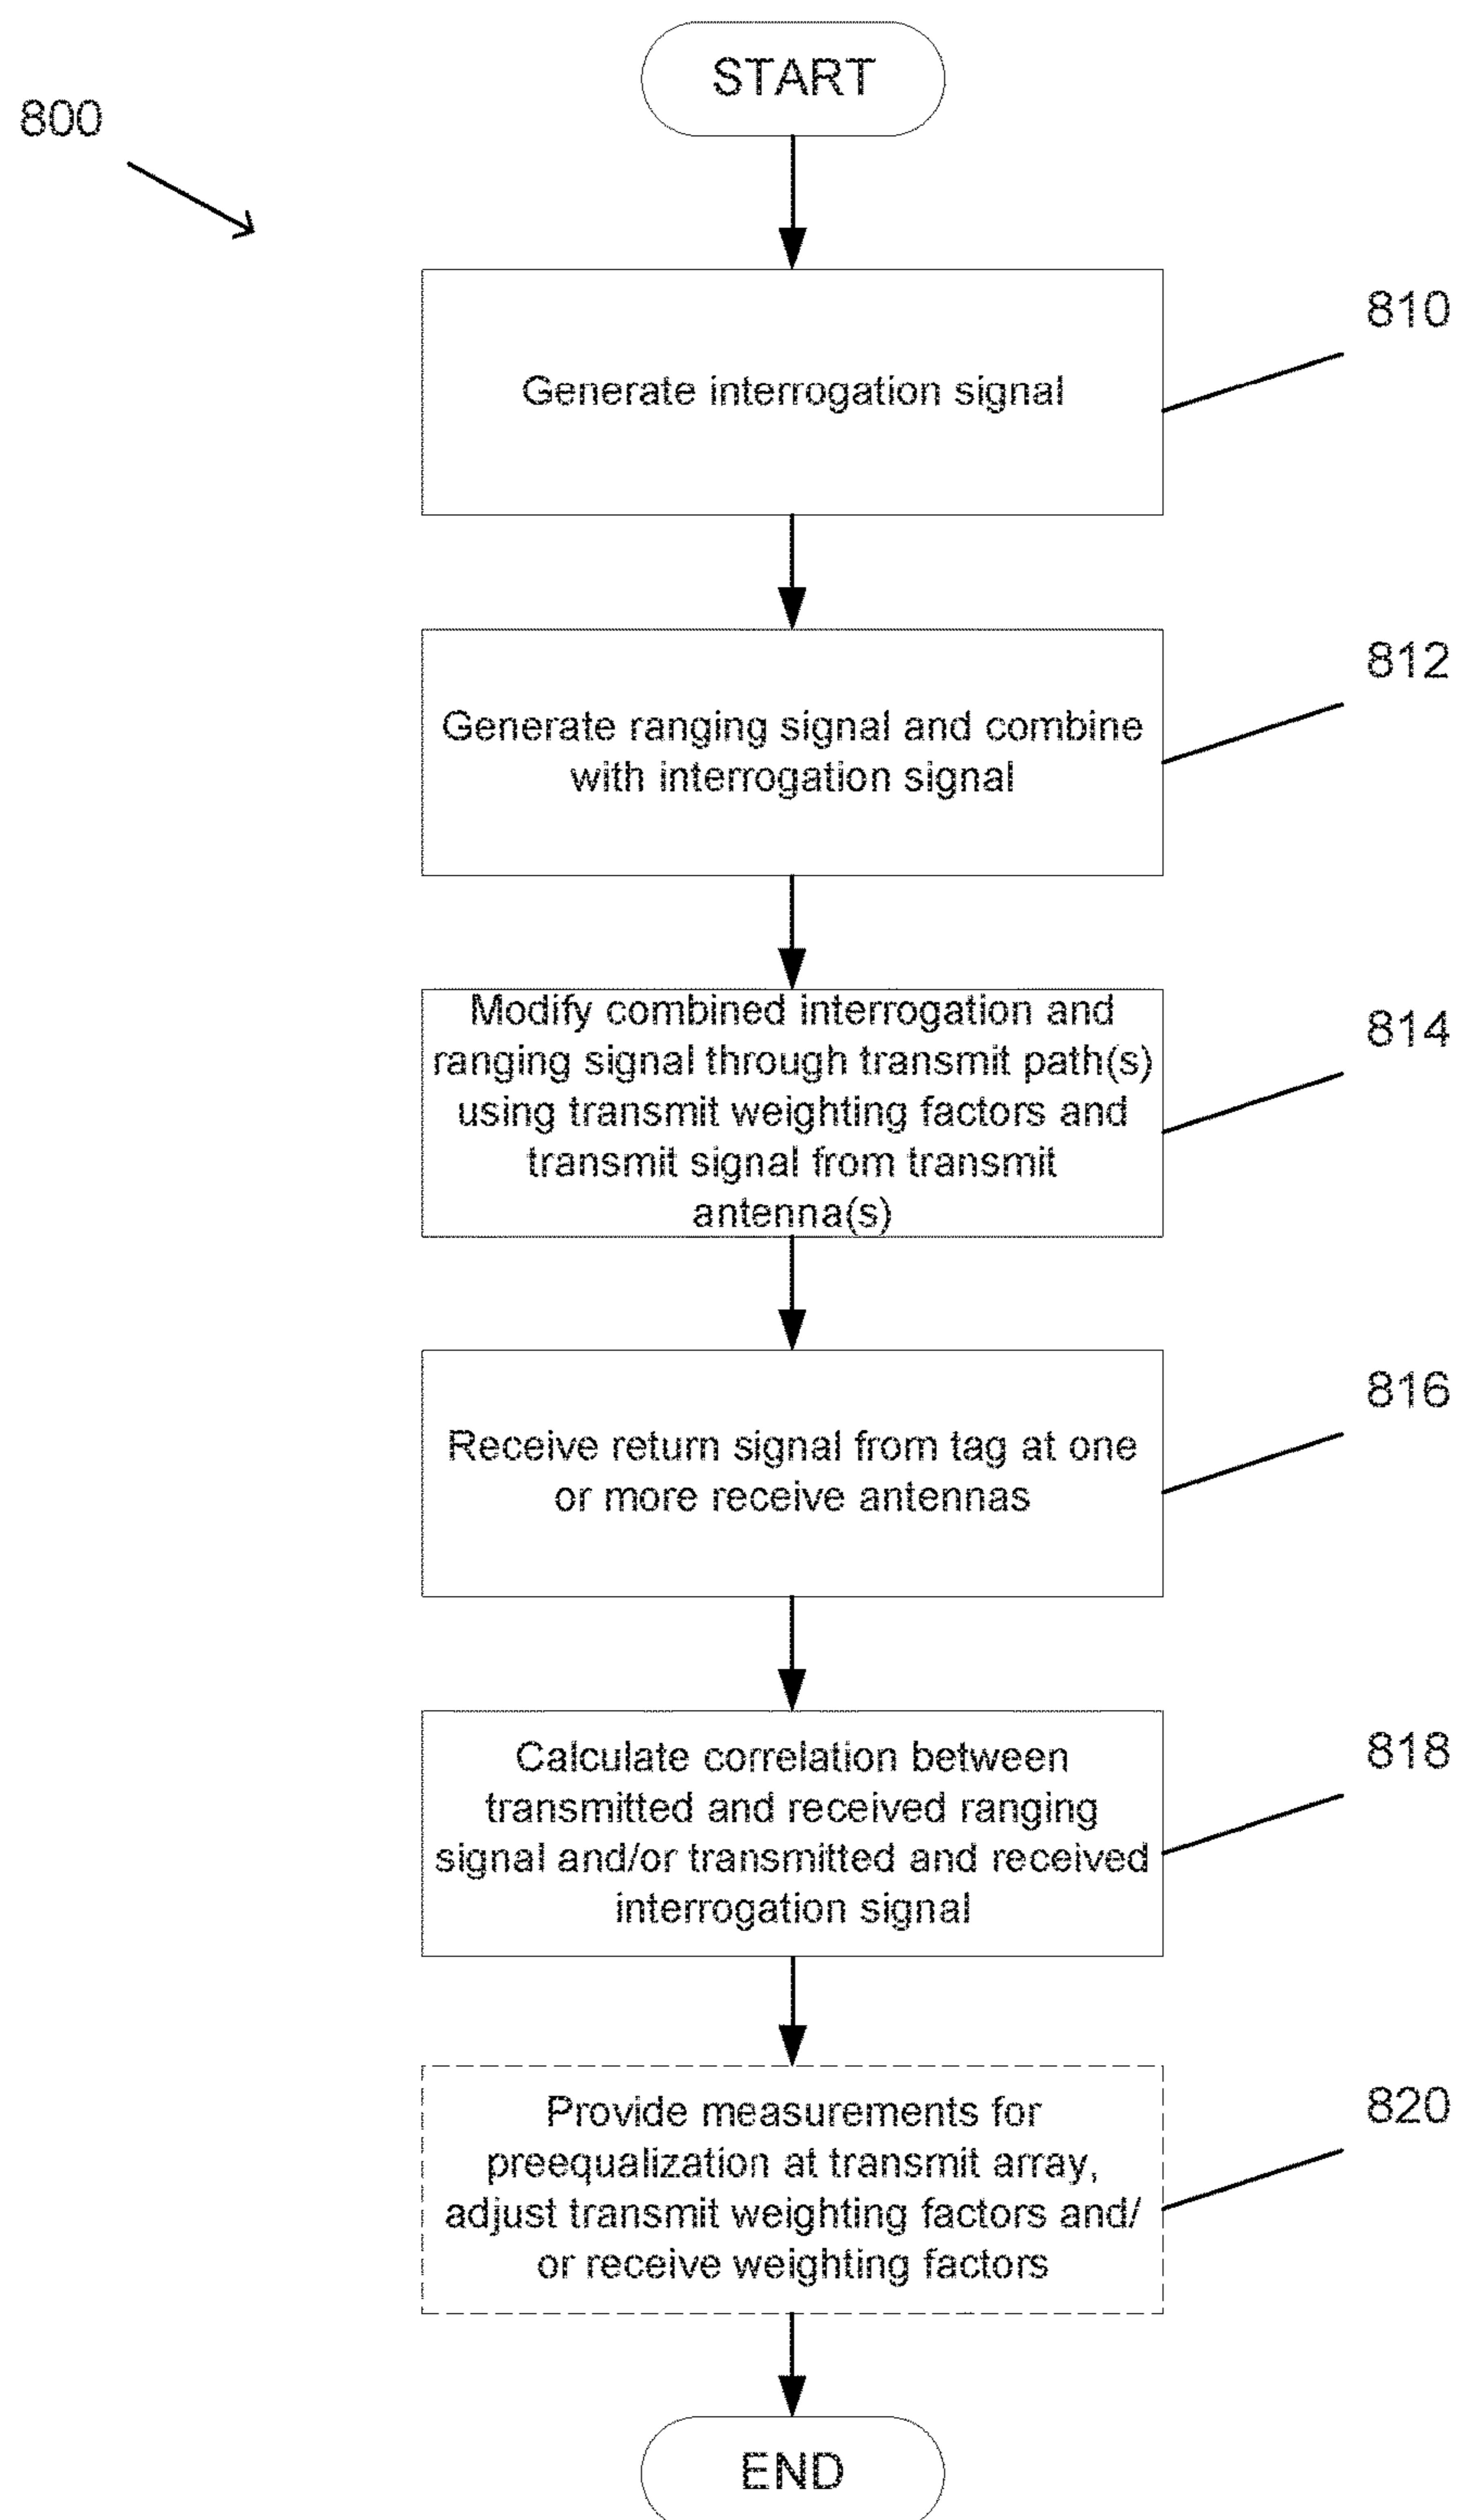 START
800
810
Generate interrogation signal
812
Generate ranging signal and combine
with interrogation signal
814
Modify combined interrogation and
ranging signal through transmit path(s)
using transmit weighting factors and
transmit signal from transmit
antenna(s)
816
Receive return signal from tag at one
or more receive antennas
818
Calculate correlation between
transmitted and received ranging
signal and/or transmitted and received
interrogation signal
820
Provide measurements for
preequalization at transmit array,
adjust transmit weighting factors and/
or receive weighting factors
END